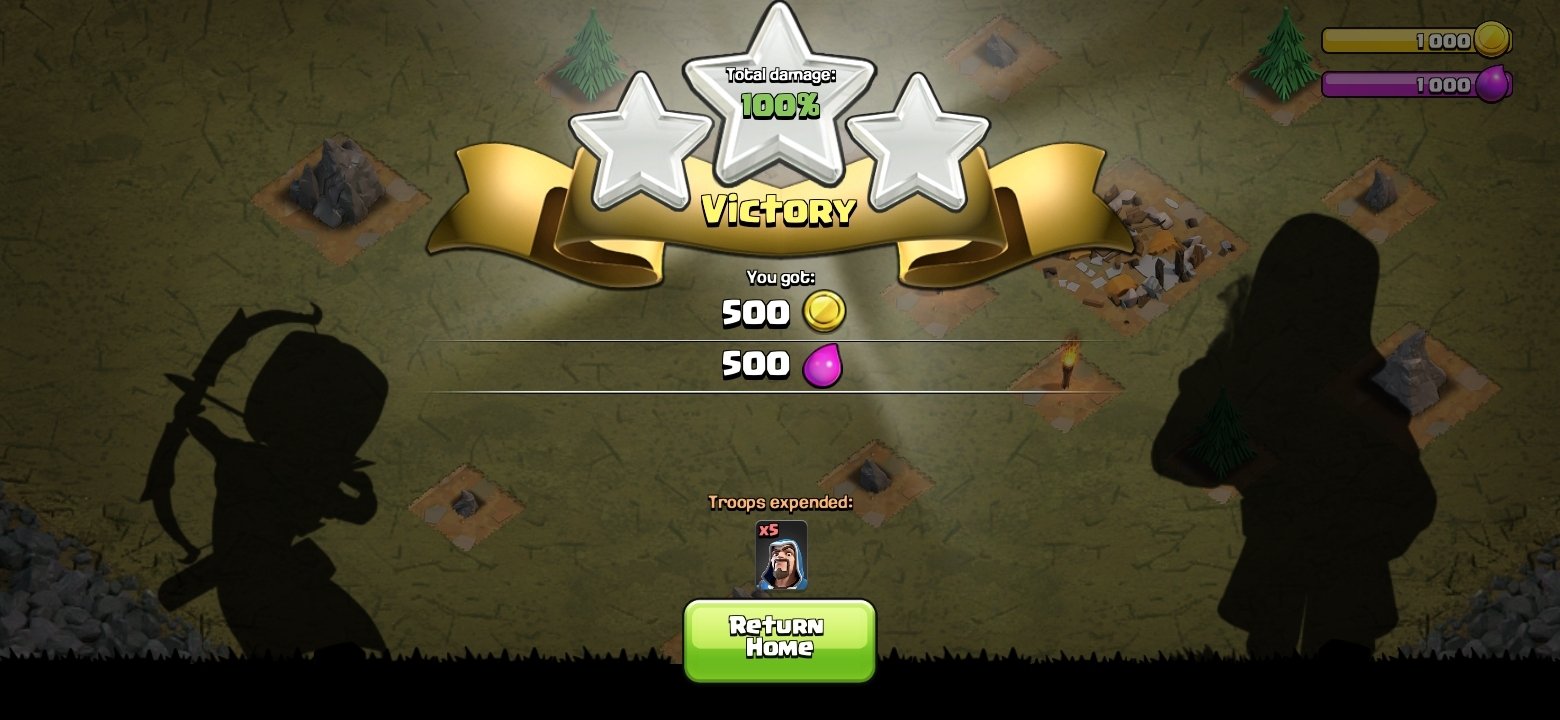 Total damage:
100%
1 000
1 000
Victory
You got:
500
500
Troops expended:
x5
Return
Home